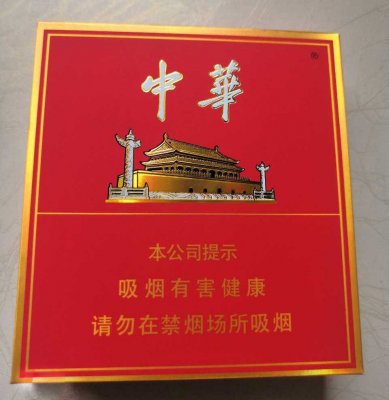 中華
®
本公司提示
吸烟有害健康
请勿在禁烟场所吸烟